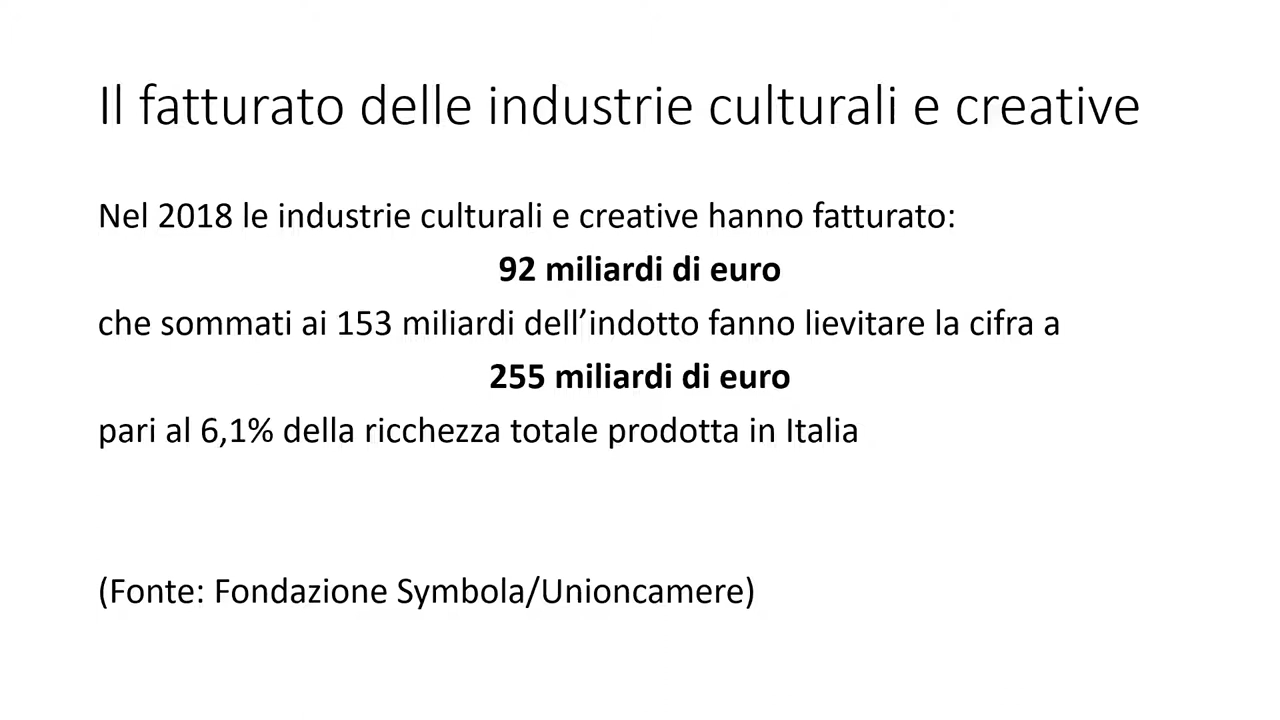 Il fatturato delle industrie culturali e creative
Nel 2018 le industrie culturali e creative hanno fatturato:
92 miliardi di euro
che sommati ai 153 miliardi dell’indotto fanno lievitare la cifra a
255 miliardi di euro
pari al 6,1% della ricchezza totale prodotta in Italia
(Fonte: Fondazione Symbola/Unioncamere)